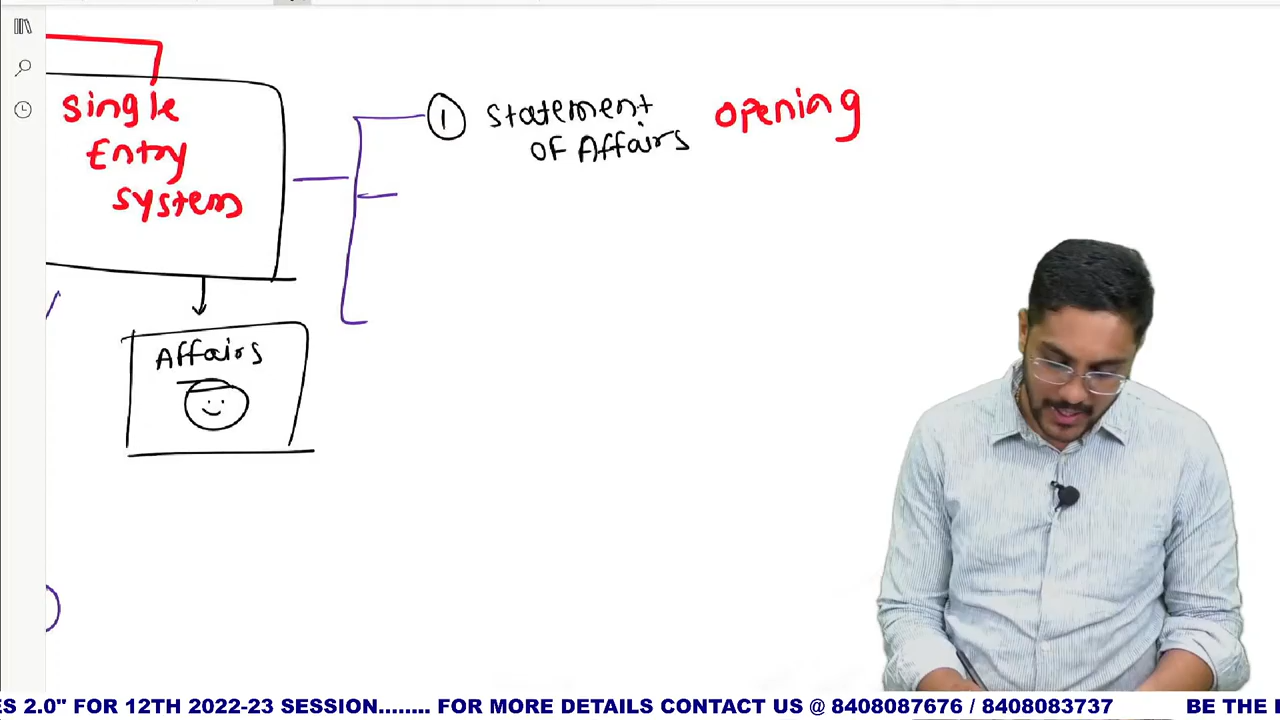 Single
Entry
System
① Statement
OF Affairs
Opening
Affairs
ES 2.0" FOR 12TH 2022-23 SESSION........ FOR MORE DETAILS CONTACT US @ 8408087676 / 8408083737 BE THE